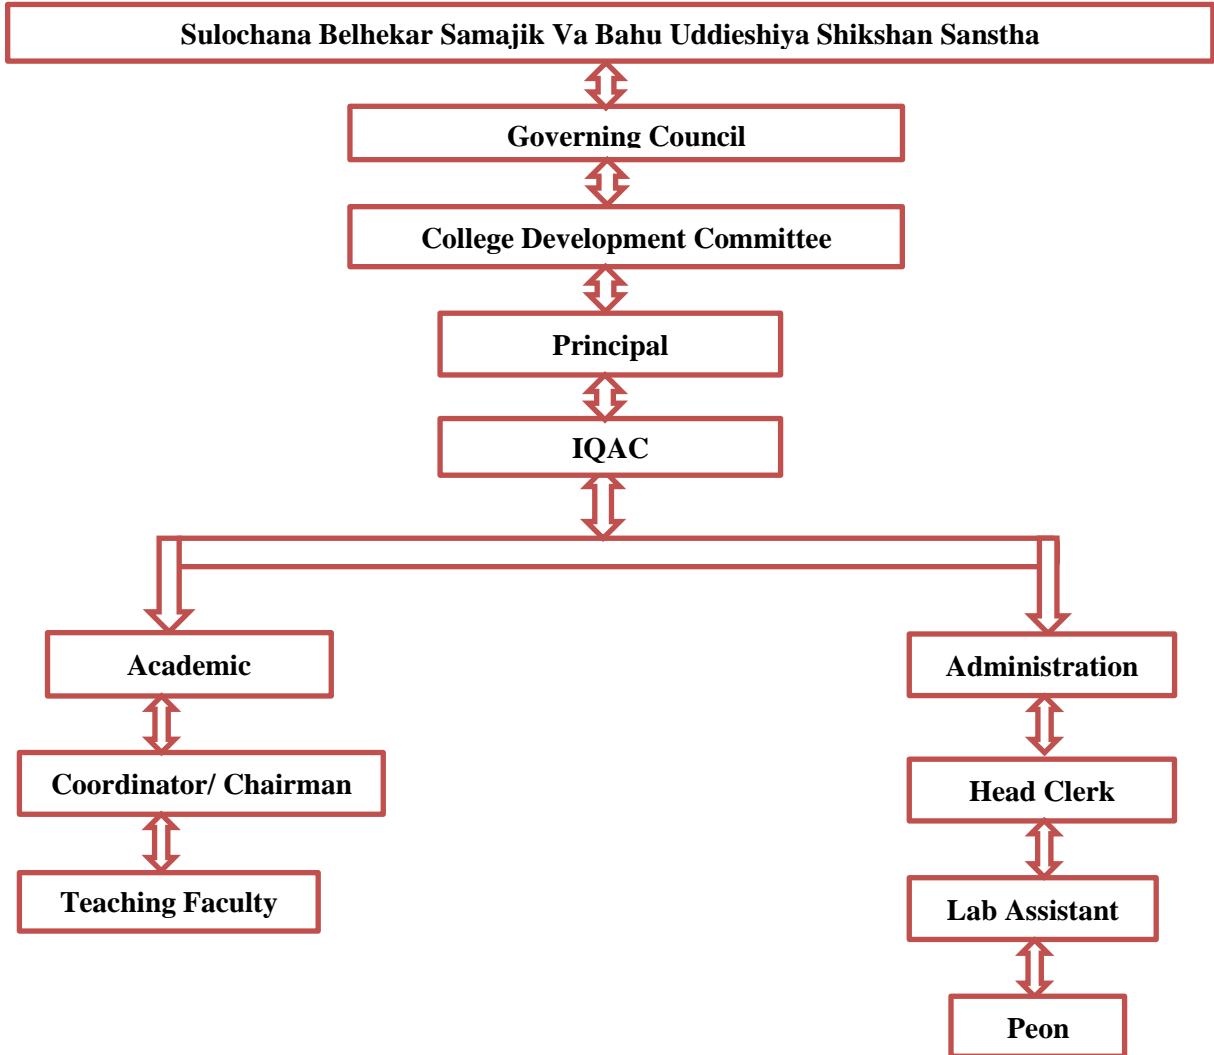 Sulochana Belhekar Samajik Va Bahu Uddieshiya Shikshan Sanstha
Governing Council
College Development Committee
Principal
IQAC
Academic
Administration
Coordinator/ Chairman
Head Clerk
Teaching Faculty
Lab Assistant
Peon